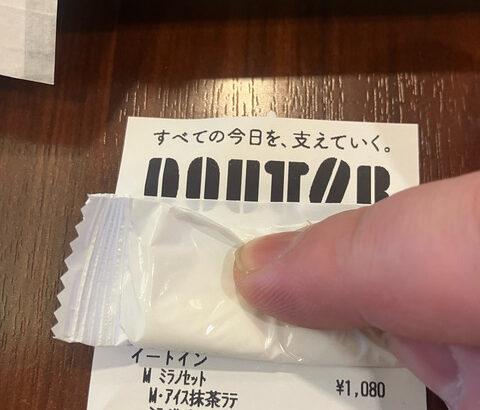 すべての今日を、支えていく。
DOUTOR
イートイン
M ミラノセット
¥1,080
M・アイス抹茶ラテ